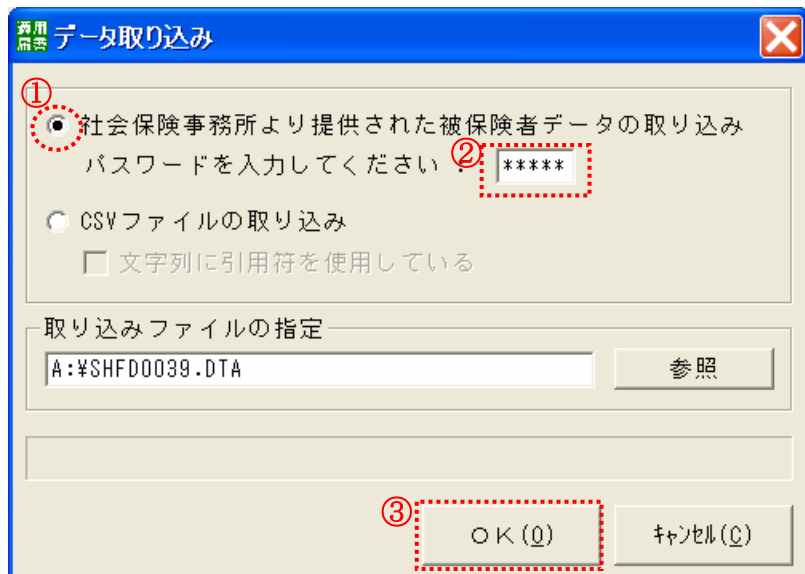 データ取り込み
①
社会保険事務所より提供された被保険者データの取り込み
パスワードを入力してください : ② *****
CSVファイルの取り込み
文字列に引用符を使用している
取り込みファイルの指定
A:¥SHFD0039.DTA 参照
③ OK(O) キャンセル(C)